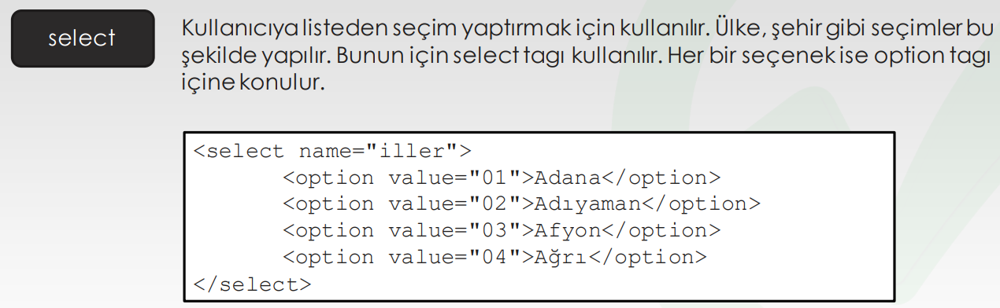 select
Kullanıcıya listeden seçim yaptırmak için kullanılır. Ülke, şehir gibi seçimler bu
şekilde yapılır. Bunun için select tagı kullanılır. Her bir seçenek ise option tagı
içine konulur.
<select name="iller">
<option value="01">Adana</option>
<option value="02">Adıyaman</option>
<option value="03">Afyon</option>
<option value="04">Ağrı</option>
</select>